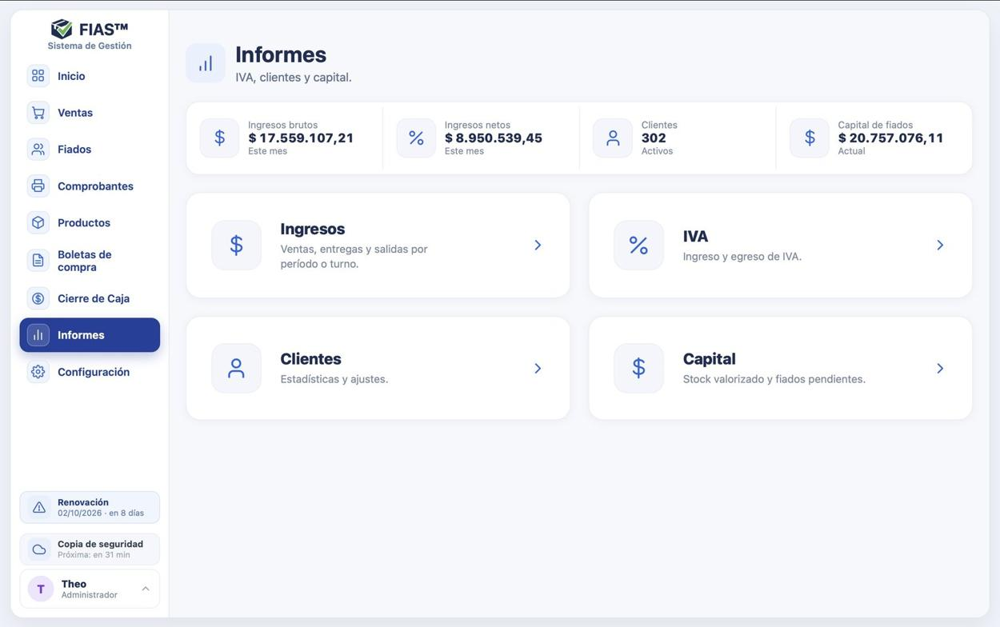 FIAS™
Sistema de Gestión
Inicio
Ventas
Fiados
Comprobantes
Productos
Boletas de
compra
Cierre de Caja
Informes
Configuración
Renovación
02/10/2026 · en 8 días
Copia de seguridad
Próxima: en 31 min
T
Theo
Administrador
Informes
IVA, clientes y capital.
$
Ingresos brutos
$ 17.559.107,21
Este mes
%
Ingresos netos
$ 8.950.539,45
Este mes
Clientes
302
Activos
$
Capital de fiados
$ 20.757.076,11
Actual
$
Ingresos
Ventas, entregas y salidas por
período o turno.
%
IVA
Ingreso y egreso de IVA.
Clientes
Estadísticas y ajustes.
$
Capital
Stock valorizado y fiados pendientes.